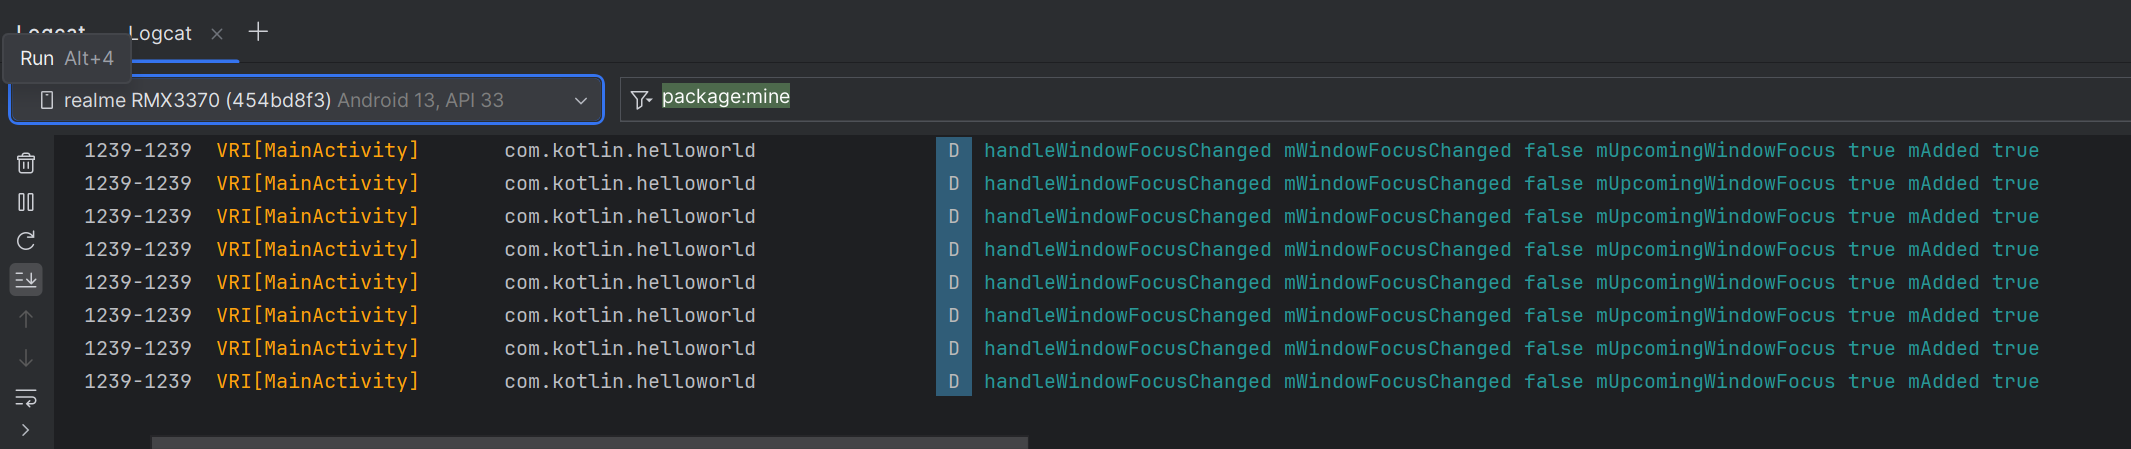 Logcat Logcat
Run Alt+4
realme RMX3370 (454bd8f3) Android 13, API 33 package:mine
1239-1239 VRI[MainActivity] com.kotlin.helloworld D handleWindowFocusChanged mWindowFocusChanged false mUpcomingWindowFocus true mAdded true
1239-1239 VRI[MainActivity] com.kotlin.helloworld D handleWindowFocusChanged mWindowFocusChanged false mUpcomingWindowFocus true mAdded true
1239-1239 VRI[MainActivity] com.kotlin.helloworld D handleWindowFocusChanged mWindowFocusChanged false mUpcomingWindowFocus true mAdded true
1239-1239 VRI[MainActivity] com.kotlin.helloworld D handleWindowFocusChanged mWindowFocusChanged false mUpcomingWindowFocus true mAdded true
1239-1239 VRI[MainActivity] com.kotlin.helloworld D handleWindowFocusChanged mWindowFocusChanged false mUpcomingWindowFocus true mAdded true
1239-1239 VRI[MainActivity] com.kotlin.helloworld D handleWindowFocusChanged mWindowFocusChanged false mUpcomingWindowFocus true mAdded true
1239-1239 VRI[MainActivity] com.kotlin.helloworld D handleWindowFocusChanged mWindowFocusChanged false mUpcomingWindowFocus true mAdded true
1239-1239 VRI[MainActivity] com.kotlin.helloworld D handleWindowFocusChanged mWindowFocusChanged false mUpcomingWindowFocus true mAdded true